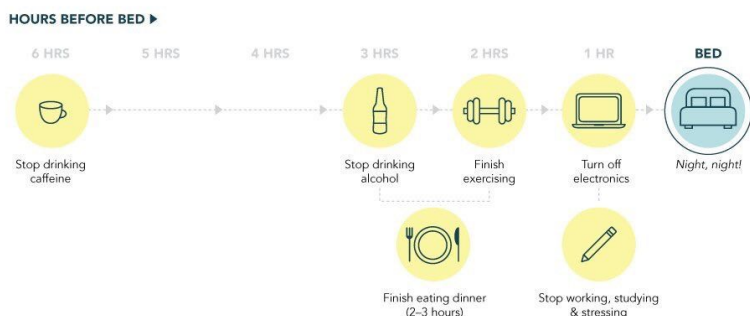 HOURS BEFORE BED ▶
6 HRS 5 HRS 4 HRS 3 HRS 2 HRS 1 HR BED
Stop drinking
caffeine
Stop drinking
alcohol
Finish
exercising
Turn off
electronics
Night, night!
Finish eating dinner
(2–3 hours)
Stop working, studying
& stressing